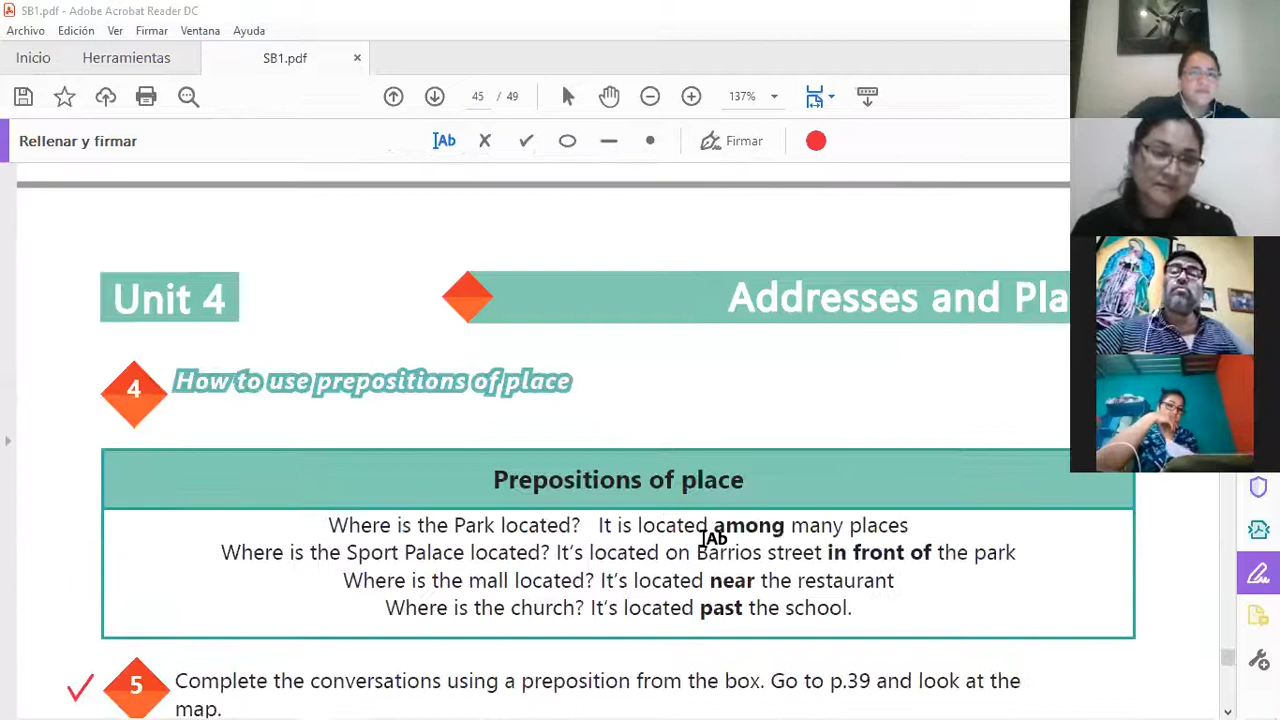 SB1.pdf - Adobe Acrobat Reader DC
Archivo Edición Ver Firmar Ventana Ayuda
Inicio Herramientas SB1.pdf ×
45 / 49 137%
Rellenar y firmar Ab Firmar
Unit 4 Addresses and Pla
4 How to use prepositions of place
Prepositions of place
Where is the Park located? It is located among many places
Ab
Where is the Sport Palace located? It's located on Barrios street in front of the park
Where is the mall located? It's located near the restaurant
Where is the church? It's located past the school.
5 Complete the conversations using a preposition from the box. Go to p.39 and look at the
map.